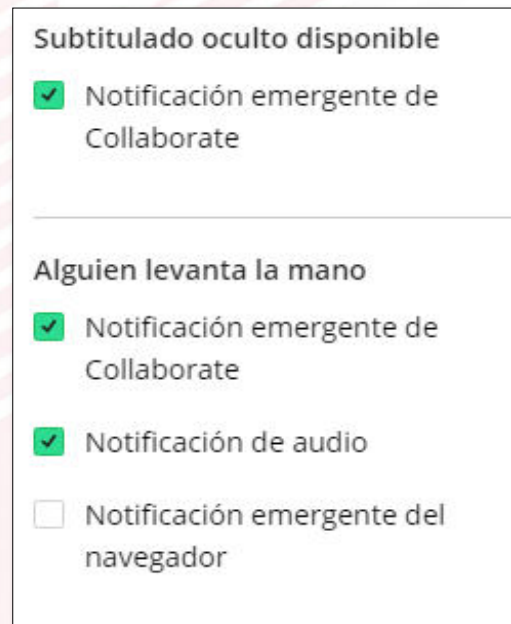 Subtitulado oculto disponible
Notificación emergente de
Collaborate
Alguien levanta la mano
Notificación emergente de
Collaborate
Notificación de audio
Notificación emergente del
navegador